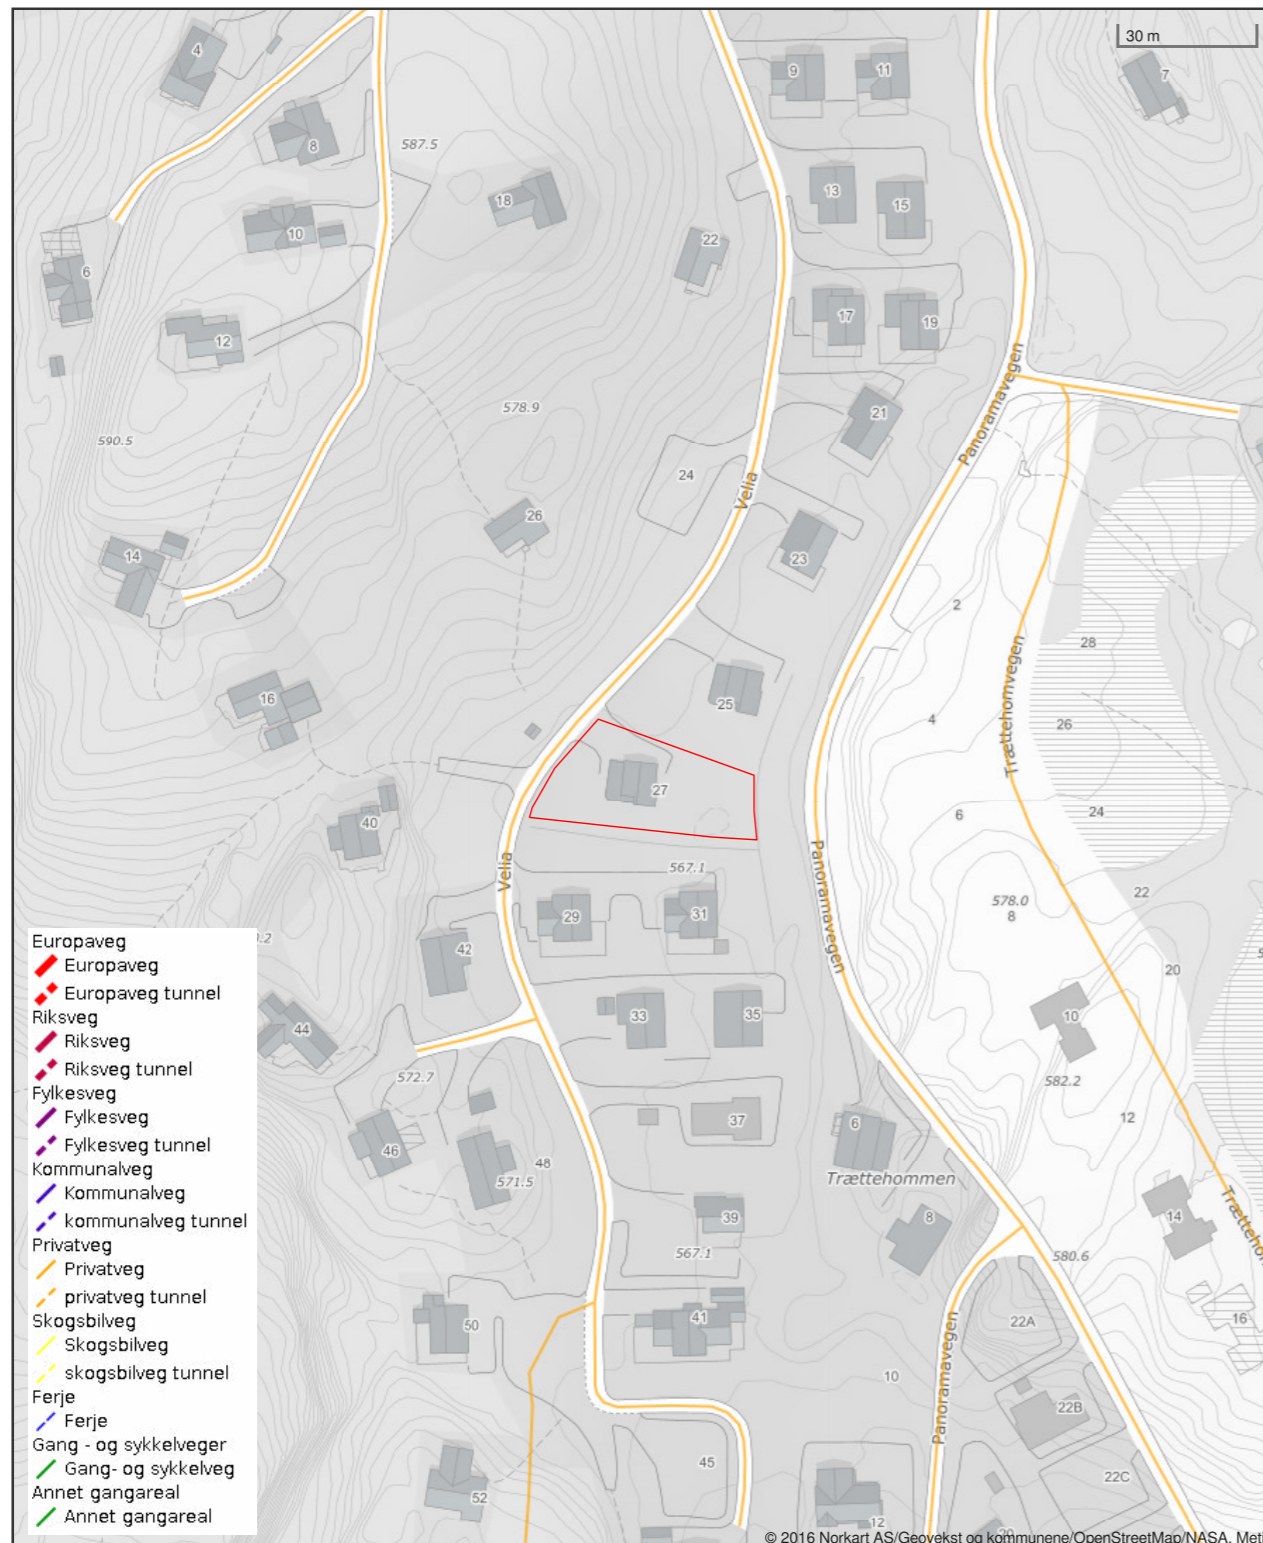 30 m
4
9
11
7
8
587.5
18
13
15
10
22
6
17
19
12
Panoramavegen
578.9
21
590.5
24
Velia
26
14
23
2
28
16
25
4
26
Trættehomvegen
27
40
6
24
567.1
Velia
Panoramavegen
22
578.0
8
29
31
42
20
33
35
10
44
572.7
582.2
37
6
12
46
48
571.5
Trættehommen
39
8
14
567.1
580.6
Trætteho
50
41
22A
16
Panoramavegen
10
22B
45
22C
52
12
20
Europaveg
Europaveg
Europaveg tunnel
Riksveg
Riksveg
Riksveg tunnel
Fylkesveg
Fylkesveg
Fylkesveg tunnel
Kommunalveg
Kommunalveg
kommunalveg tunnel
Privatveg
Privatveg
privatveg tunnel
Skogsbilveg
Skogsbilveg
skogsbilveg tunnel
Ferje
Ferje
Gang - og sykkelveger
Gang- og sykkelveg
Annet gangareal
Annet gangareal
© 2016 Norkart AS/Geovekst og kommunene/OpenStreetMap/NASA, Meti